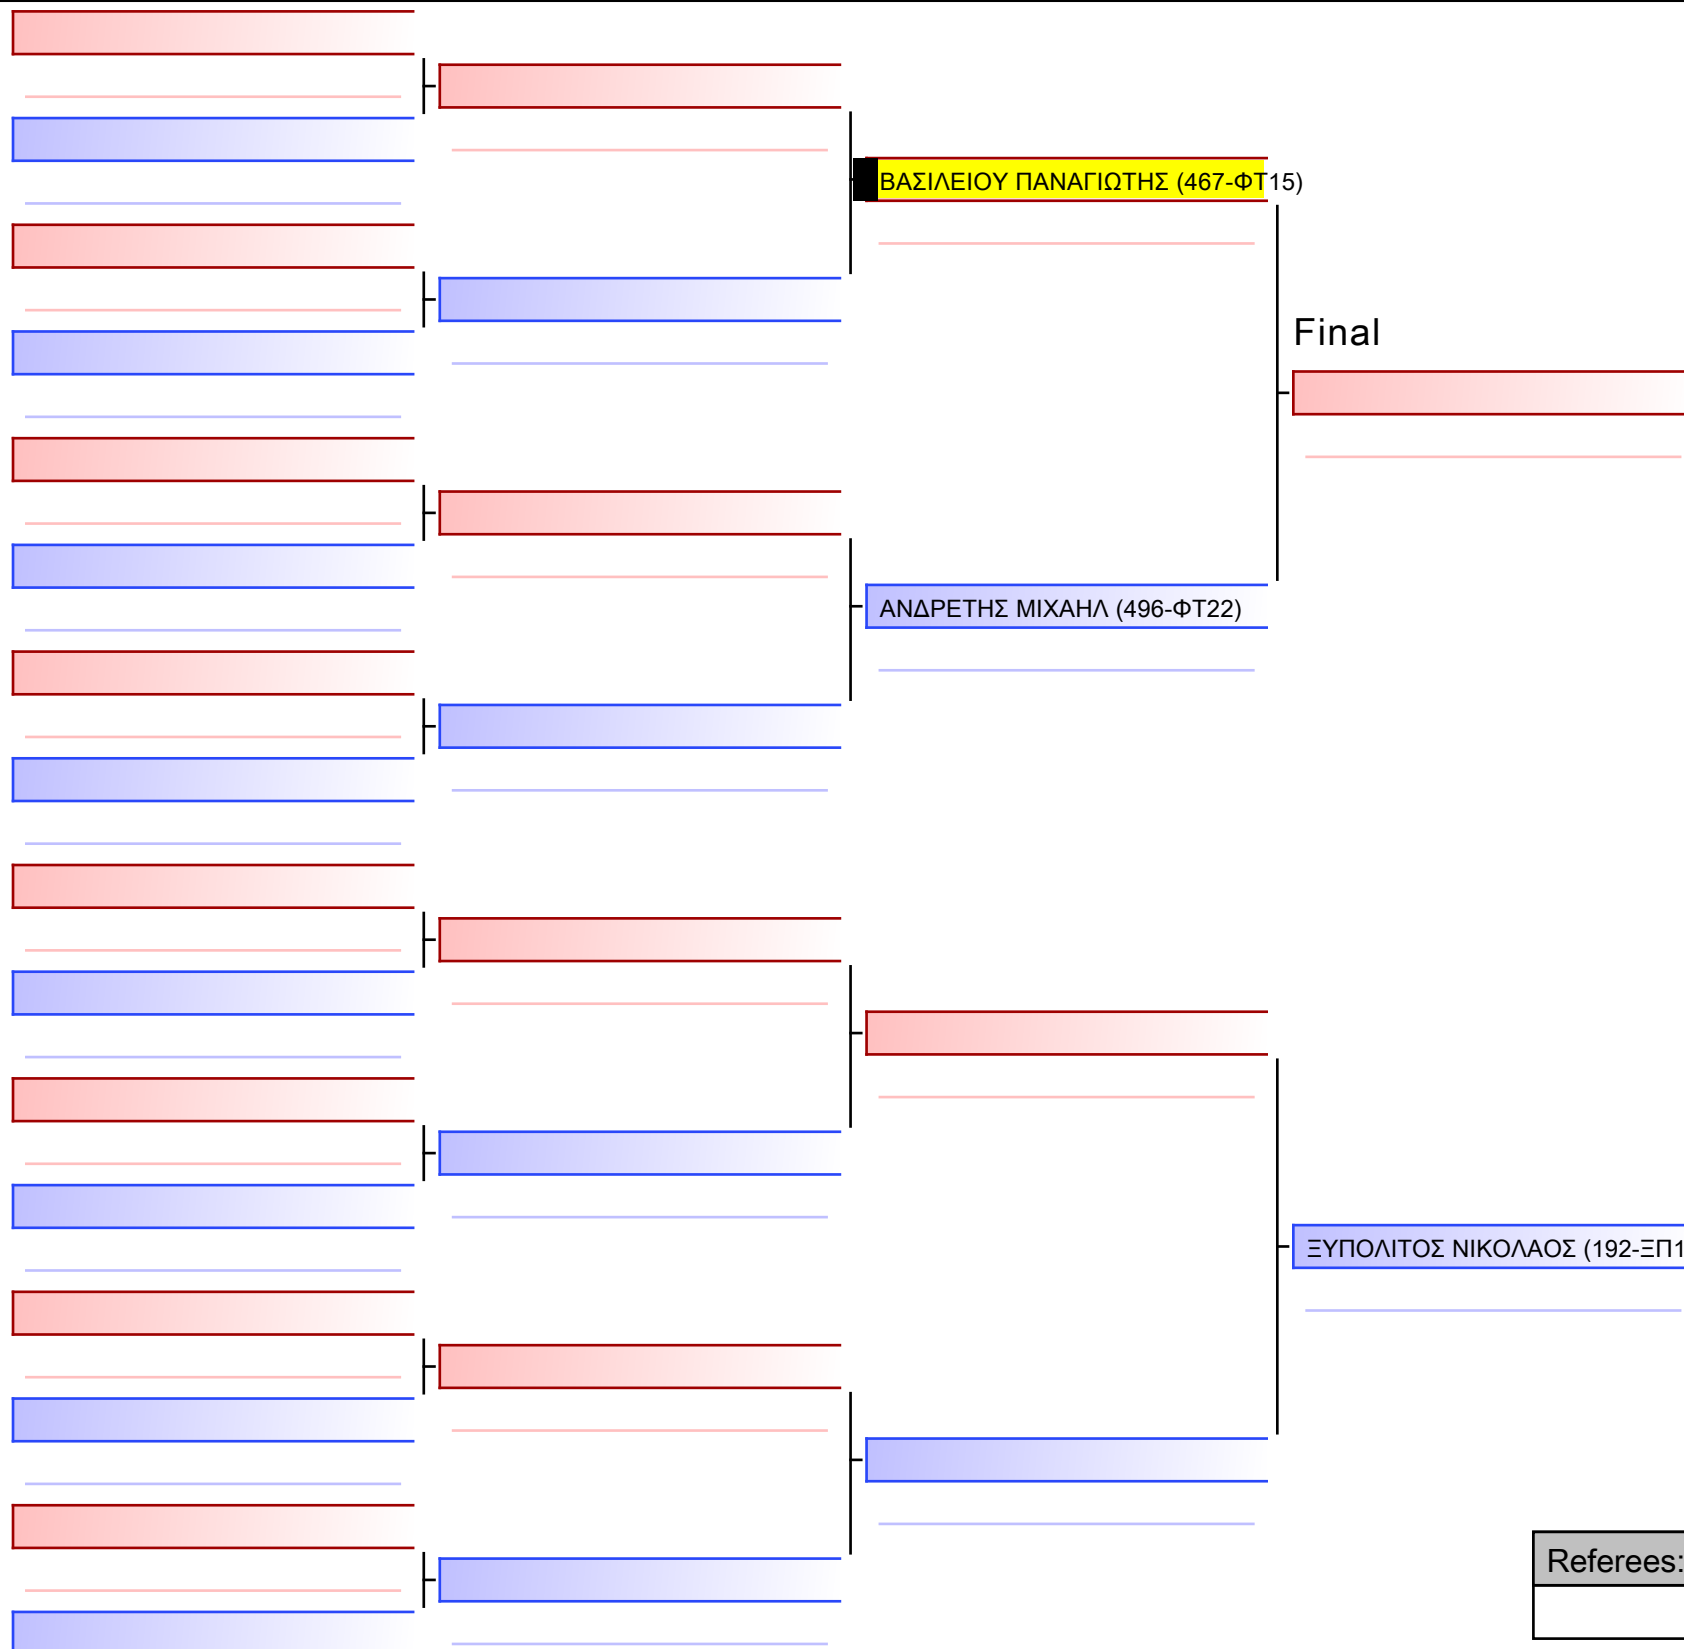 ΒΑΣΙΛΕΙΟΥ ΠΑΝΑΓΙΩΤΗΣ (467-ΦΤ15)
Final
ΑΝΔΡΕΤΗΣ ΜΙΧΑΗΛ (496-ΦΤ22)
ΞΥΠΟΛΙΤΟΣ ΝΙΚΟΛΑΟΣ (192-ΞΠ1
Referees: